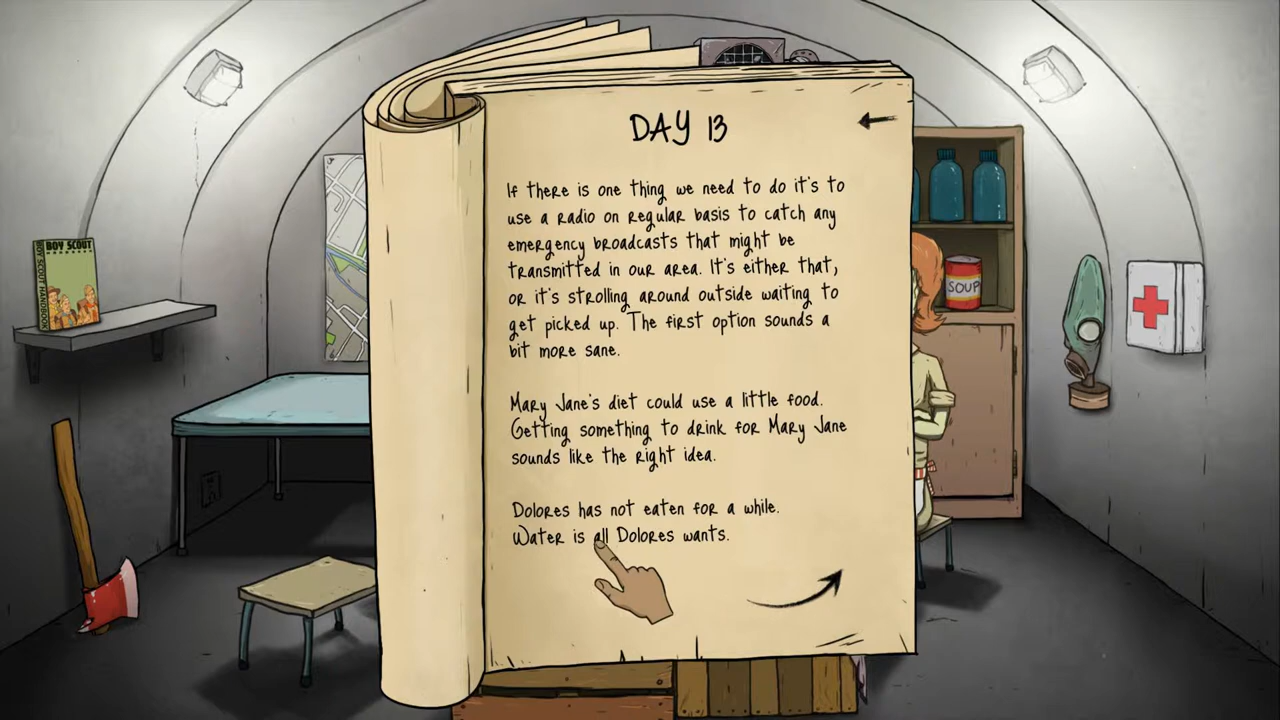 DAY 13
If there is one thing we need to do it's to
use a radio on regular basis to catch any
emergency broadcasts that might be
transmitted in our area. It's either that,
or it's strolling around outside waiting to
get picked up. The first option sounds a
bit more sane.
Mary Jane's diet could use a little food.
Getting something to drink for Mary Jane
sounds like the right idea.
Dolores has not eaten for a while.
Water is all Dolores wants.
BOY SCOUT
BOY SCOUT HANDBOOK
SOUP